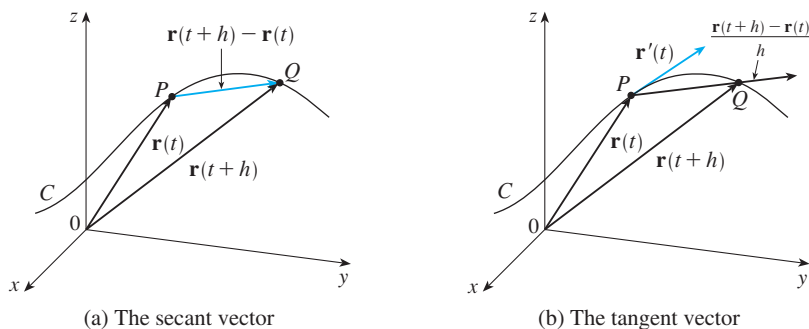 z
r(t + h) − r(t)
P
Q
r(t)
r(t + h)
C
0
x
y
(a) The secant vector
z
r(t + h) − r(t)
h
r′(t)
P
Q
r(t)
r(t + h)
C
0
x
y
(b) The tangent vector